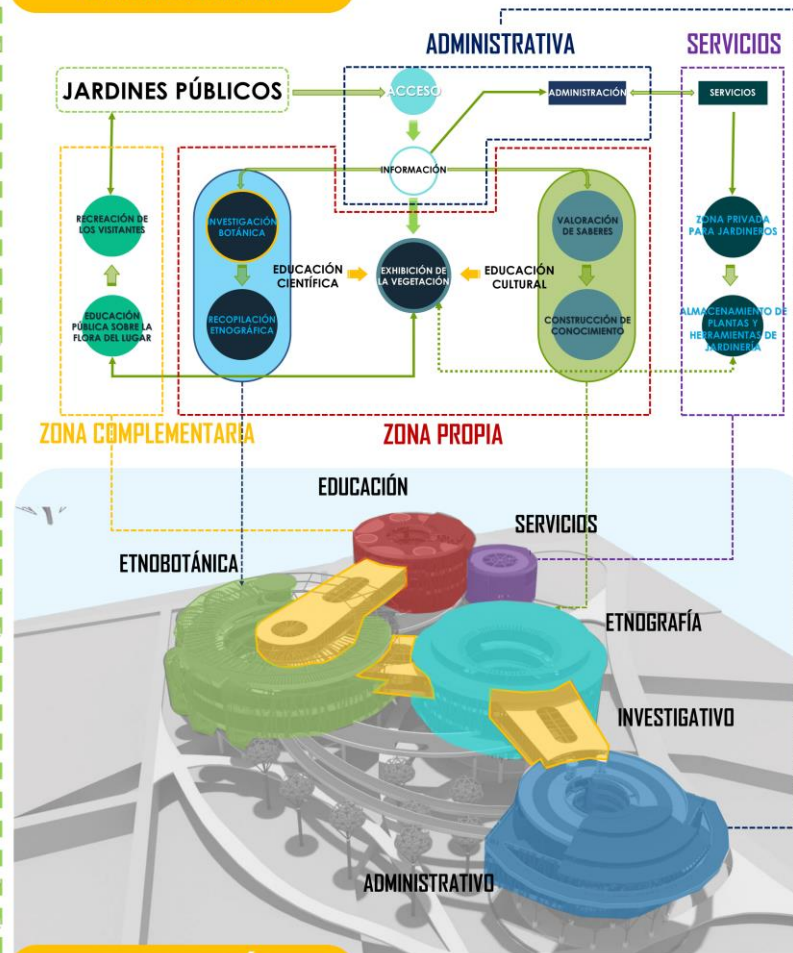 ADMINISTRATIVA
SERVICIOS
JARDINES PÚBLICOS
ACCESO
ADMINISTRACIÓN
SERVICIOS
INFORMACIÓN
RECREACIÓN DE
LOS VISITANTES
INVESTIGACIÓN
BOTÁNICA
VALORACIÓN
DE SABERES
ZONA PRIVADA
PARA JARDINEROS
EDUCACIÓN
CIENTÍFICA
EXHIBICIÓN DE
LA VEGETACIÓN
EDUCACIÓN
CULTURAL
EDUCACIÓN
PÚBLICA SOBRE LA
FLORA DEL LUGAR
RECOPILACIÓN
ETNOGRÁFICA
CONSTRUCCIÓN DE
CONOCIMIENTO
ALMACENAMIENTO DE
PLANTAS Y
HERRAMIENTAS DE
JARDINERÍA
ZONA COMPLEMENTARIA
ZONA PROPIA
EDUCACIÓN
SERVICIOS
ETNOBOTÁNICA
ETNOGRAFÍA
INVESTIGATIVO
ADMINISTRATIVO